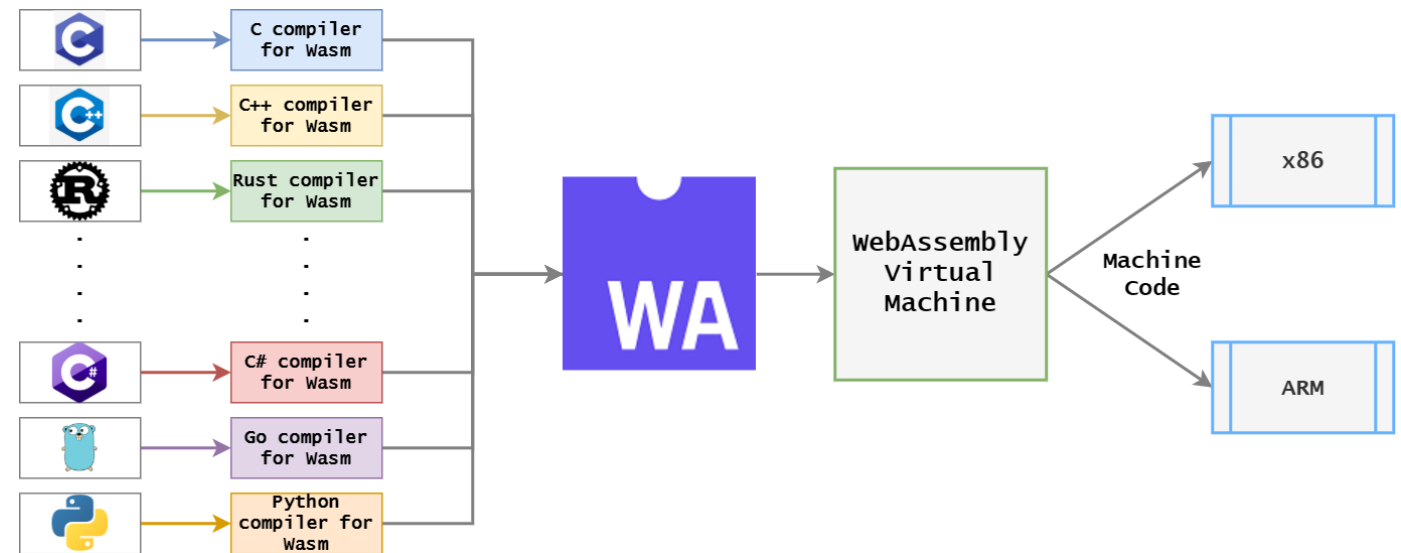 C
C compiler
for Wasm
C++
C++ compiler
for Wasm
R
Rust compiler
for Wasm
C#
C# compiler
for Wasm
Go compiler
for Wasm
Python
compiler for
Wasm
WA
WebAssembly
Virtual
Machine
Machine
Code
x86
ARM